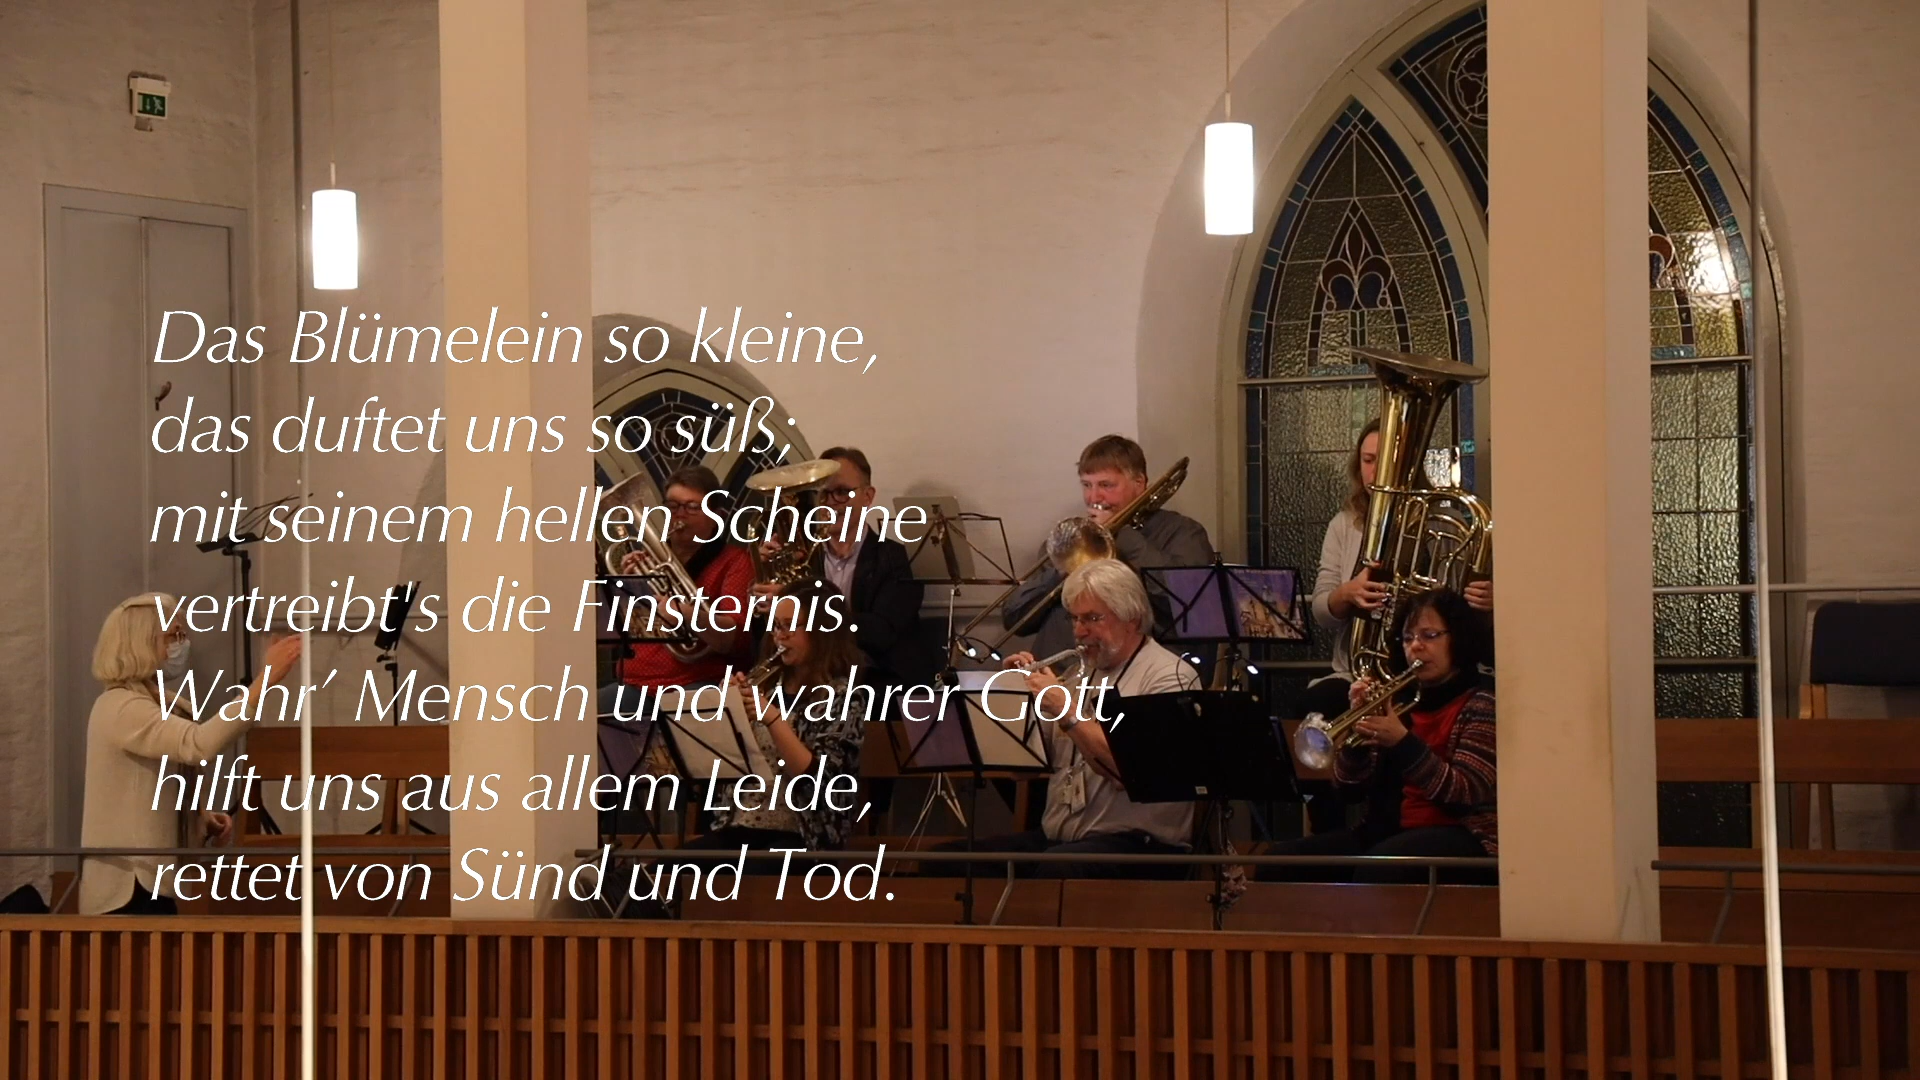 Das Blümelein so kleine,
das duftet uns so süß;
mit seinem hellen Scheine
vertreibt's die Finsternis.
Wahr’ Mensch und wahrer Gott,
hilft uns aus allem Leide,
rettet von Sünd und Tod.